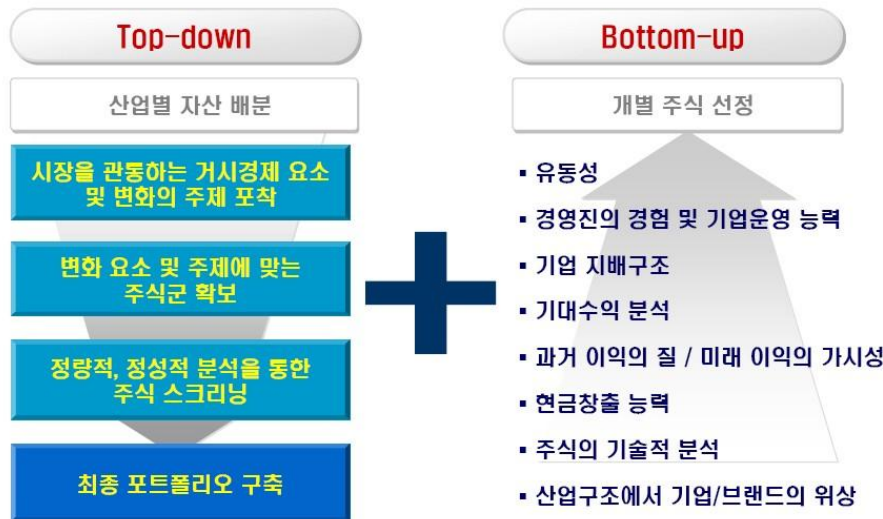 Top-down
산업별 자산 배분
시장을 관통하는 거시경제 요소
및 변화의 주제 포착
변화 요소 및 주제에 맞는
주식군 확보
정량적, 정성적 분석을 통한
주식 스크리닝
최종 포트폴리오 구축
Bottom-up
개별 주식 선정
▪ 유동성
▪ 경영진의 경험 및 기업운영 능력
▪ 기업 지배구조
▪ 기대수익 분석
▪ 과거 이익의 질 / 미래 이익의 가시성
▪ 현금창출 능력
▪ 주식의 기술적 분석
▪ 산업구조에서 기업/브랜드의 위상